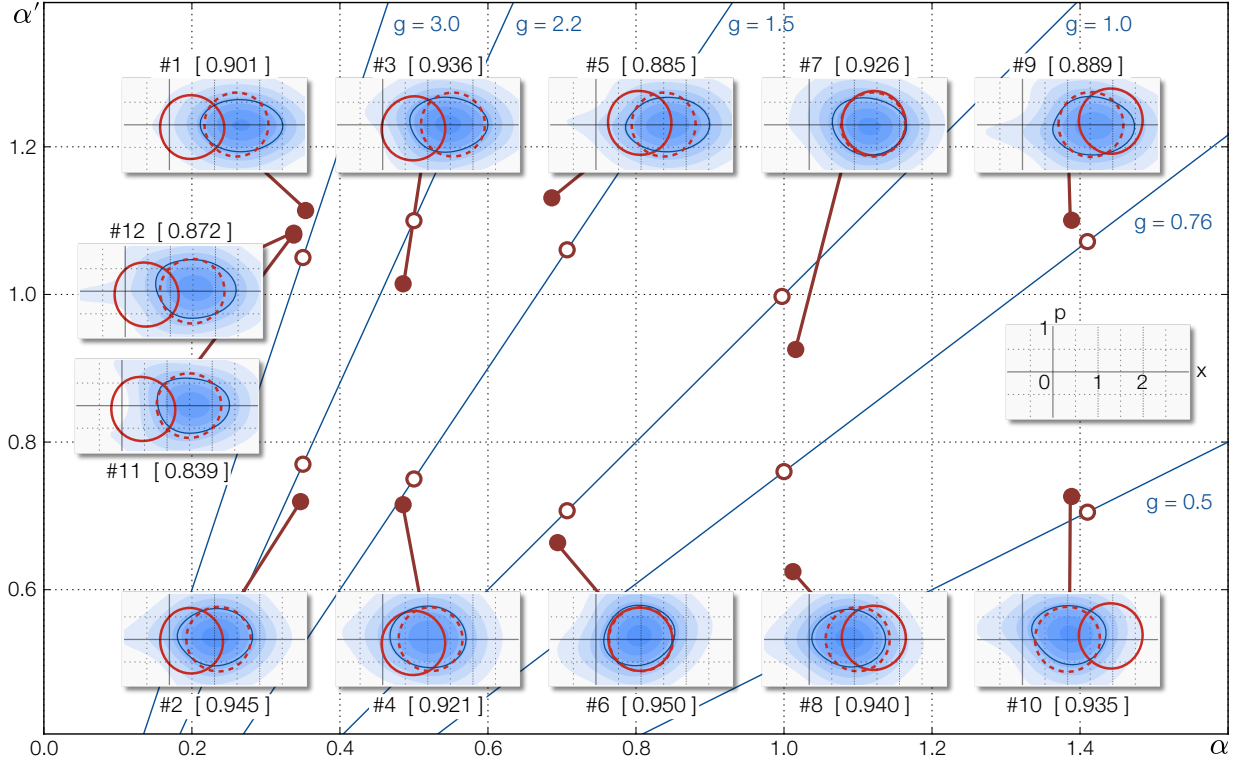 α′
g = 3.0
g = 2.2
g = 1.5
g = 1.0
#1 [ 0.901 ]
#3 [ 0.936 ]
#5 [ 0.885 ]
#7 [ 0.926 ]
#9 [ 0.889 ]
1.2
g = 0.76
#12 [ 0.872 ]
1.0
p
1
x
0
1
2
0.8
#11 [ 0.839 ]
g = 0.5
0.6
#2 [ 0.945 ]
#4 [ 0.921 ]
#6 [ 0.950 ]
#8 [ 0.940 ]
#10 [ 0.935 ]
0.0
0.2
0.4
0.6
0.8
1.0
1.2
1.4
α